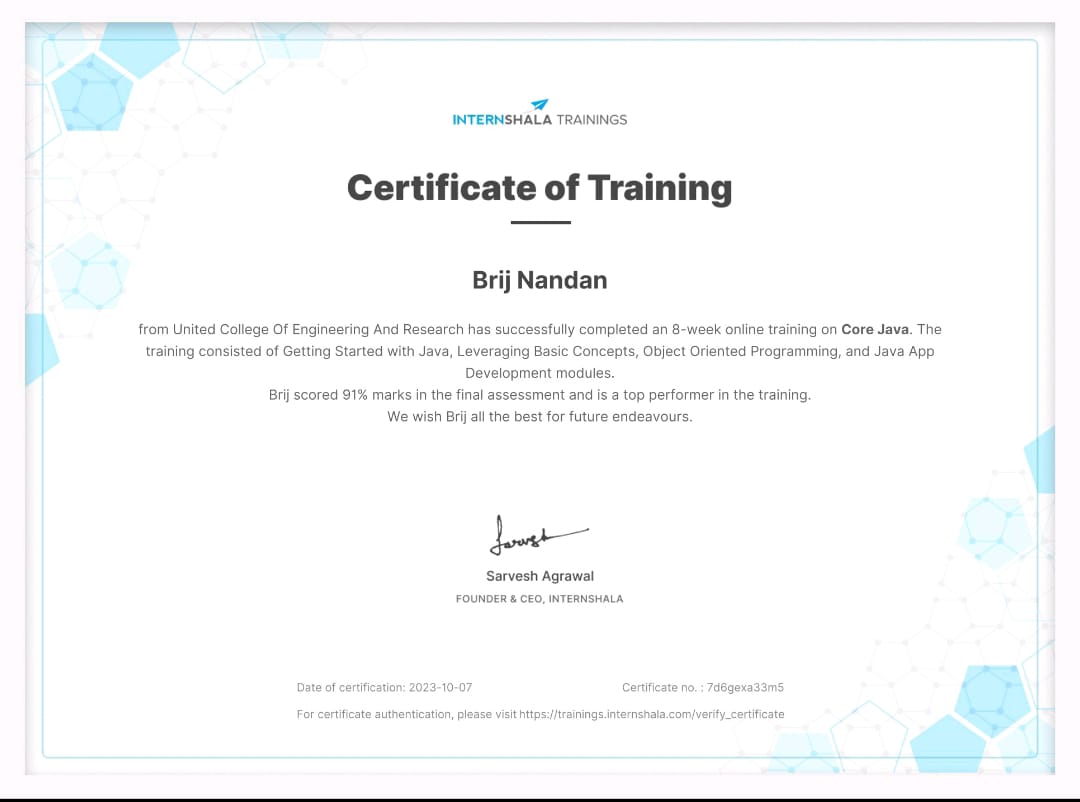 INTERNSHALA TRAININGS
Certificate of Training
Brij Nandan
from United College Of Engineering And Research has successfully completed an 8-week online training on Core Java. The
training consisted of Getting Started with Java, Leveraging Basic Concepts, Object Oriented Programming, and Java App
Development modules.
Brij scored 91% marks in the final assessment and is a top performer in the training.
We wish Brij all the best for future endeavours.
Sarvesh
Sarvesh Agrawal
FOUNDER & CEO, INTERNSHALA
Date of certification: 2023-10-07 Certificate no. : 7d6gexa33m5
For certificate authentication, please visit https://trainings.internshala.com/verify_certificate